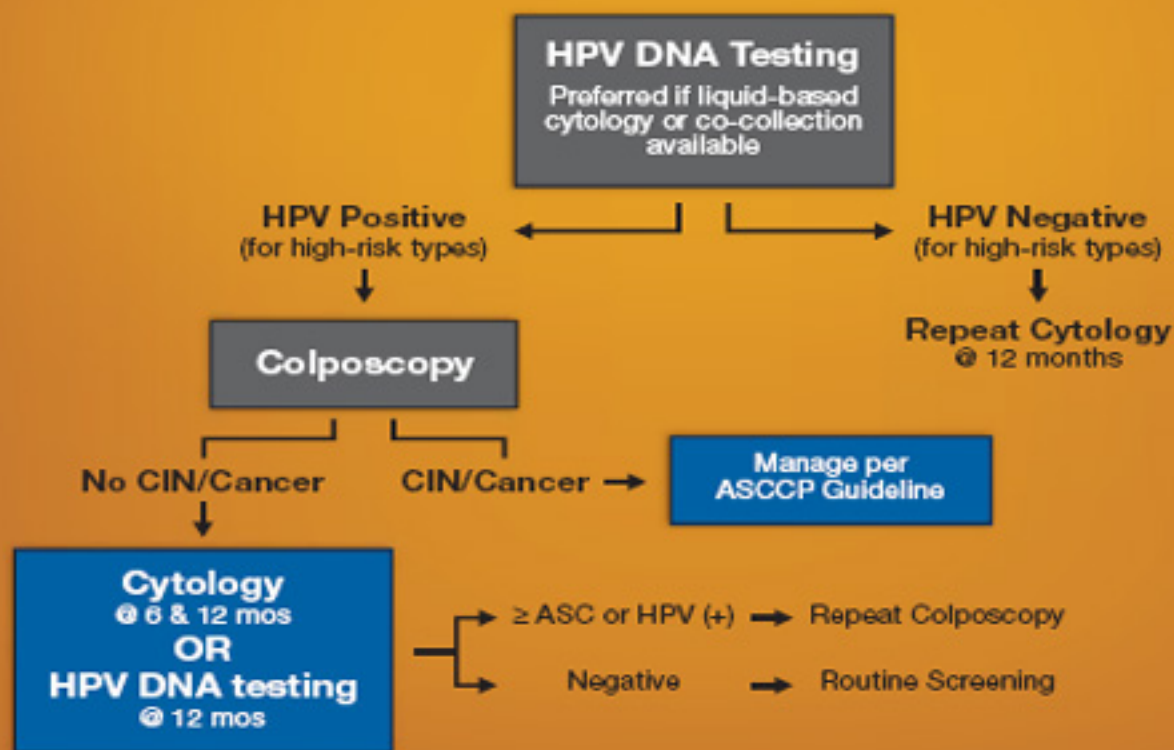 HPV DNA Testing
Preferred if liquid-based
cytology or co-collection
available
HPV Positive
(for high-risk types)
HPV Negative
(for high-risk types)
Colposcopy
Repeat Cytology
@ 12 months
No CIN/Cancer
CIN/Cancer
Manage per
ASCCP Guideline
Cytology
@ 6 & 12 mos
OR
HPV DNA testing
@ 12 mos
≥ ASC or HPV (+)
Repeat Colposcopy
Negative
Routine Screening